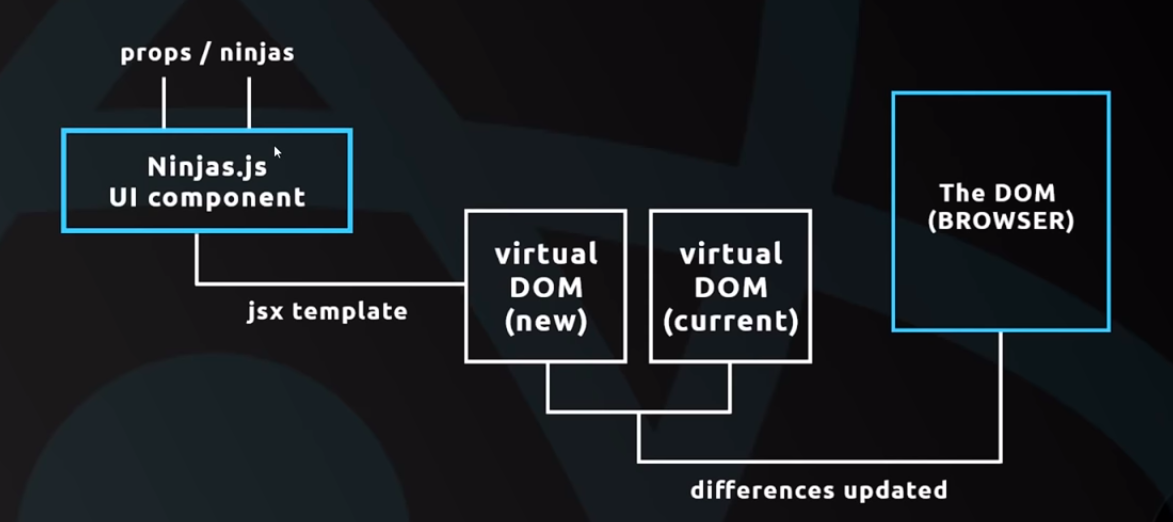 props / ninjas
Ninjas.js
UI component
jsx template
virtual
DOM
(new)
virtual
DOM
(current)
The DOM
(BROWSER)
differences updated